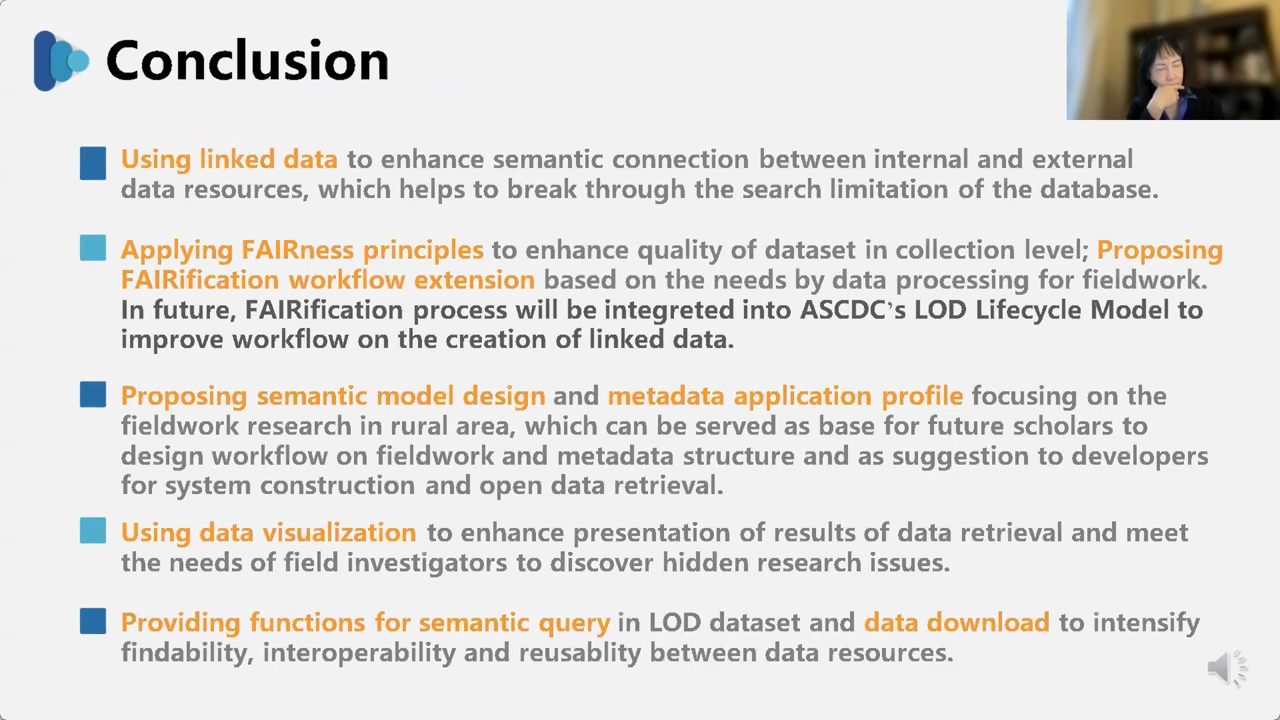 Conclusion
Using linked data to enhance semantic connection between internal and external
data resources, which helps to break through the search limitation of the database.
Applying FAIRness principles to enhance quality of dataset in collection level; Proposing
FAIRification workflow extension based on the needs by data processing for fieldwork.
In future, FAIRification process will be integreted into ASCDC’s LOD Lifecycle Model to
improve workflow on the creation of linked data.
Proposing semantic model design and metadata application profile focusing on the
fieldwork research in rural area, which can be served as base for future scholars to
design workflow on fieldwork and metadata structure and as suggestion to developers
for system construction and open data retrieval.
Using data visualization to enhance presentation of results of data retrieval and meet
the needs of field investigators to discover hidden research issues.
Providing functions for semantic query in LOD dataset and data download to intensify
findability, interoperability and reusablity between data resources.